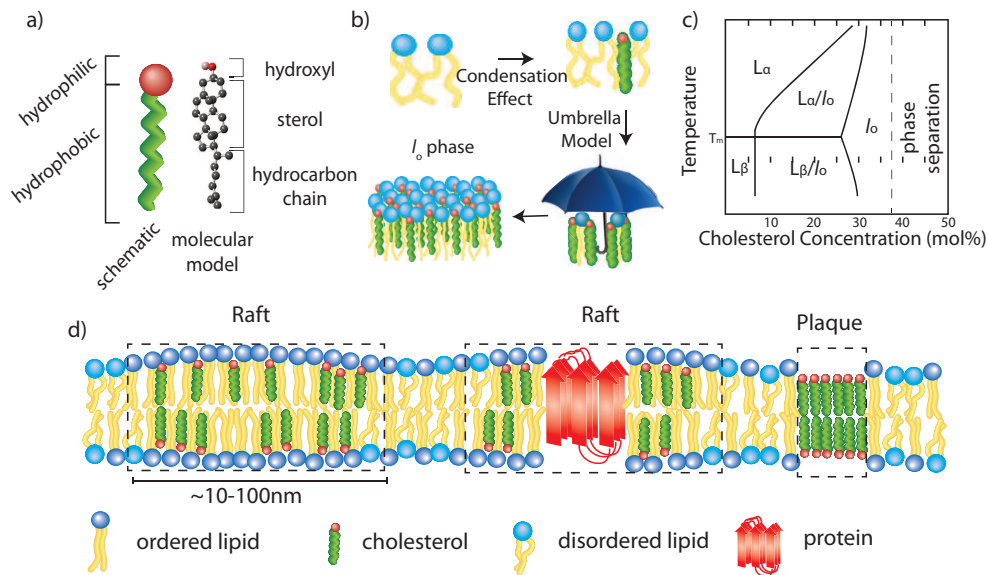 a)
hydrophilic
hydrophobic
schematic
molecular
model
hydroxyl
sterol
hydrocarbon
chain
b)
Condensation
Effect
Umbrella
Model
lo phase
c)
Temperature
Tm
Lα
Lα/lo
lo
Lβ
Lβ/lo
phase
separation
10 20 30 40 50
Cholesterol Concentration (mol%)
d)
Raft
Raft
Plaque
~10-100nm
ordered lipid
cholesterol
disordered lipid
protein